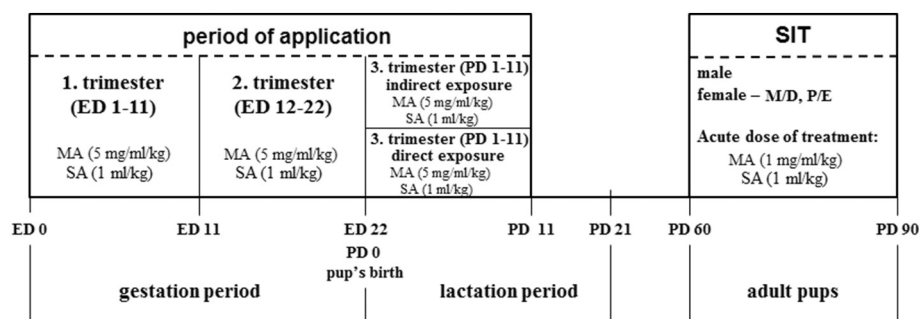 period of application
1. trimester
(ED 1-11)
MA (5 mg/ml/kg)
SA (1 ml/kg)
2. trimester
(ED 12-22)
MA (5 mg/ml/kg)
SA (1 ml/kg)
3. trimester (PD 1-11)
indirect exposure
MA (5 mg/ml/kg)
SA (1 ml/kg)
3. trimester (PD 1-11)
direct exposure
MA (5 mg/ml/kg)
SA (1 ml/kg)
SIT
male
female – M/D, P/E
Acute dose of treatment:
MA (1 mg/ml/kg)
SA (1 ml/kg)
ED 0
ED 11
ED 22
PD 0
pup's birth
PD 11
PD 21
PD 60
PD 90
gestation period
lactation period
adult pups